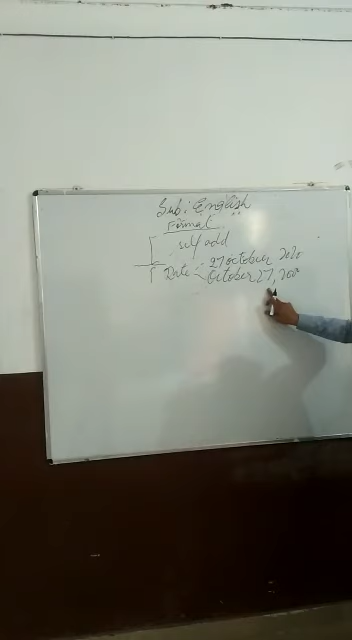 Sub: English
Formal
self add
Date :- 27 october 2020
October 27, 2020